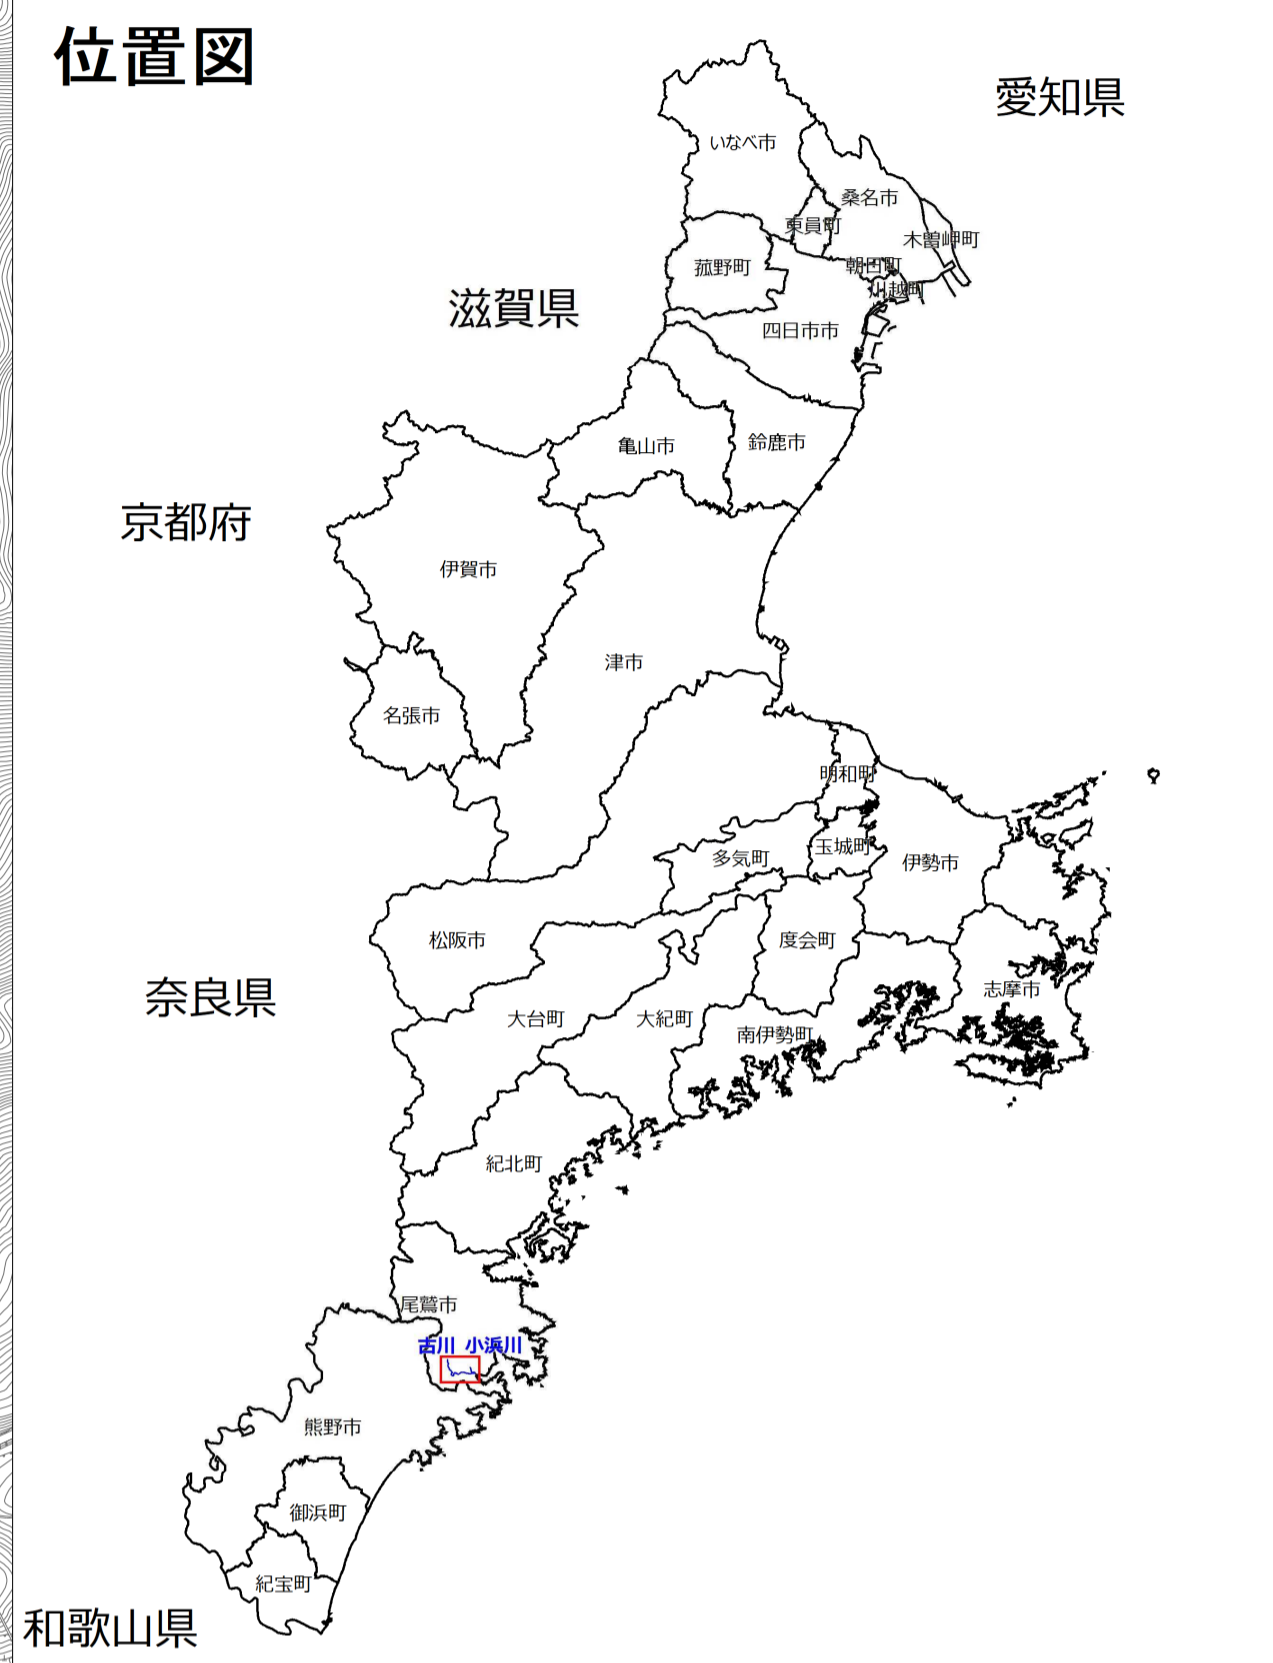 位置図
愛知県
いなべ市
桑名市
東員町
木曽岬町
菰野町
朝日町
川越町
滋賀県
四日市市
亀山市
鈴鹿市
京都府
伊賀市
津市
名張市
明和町
玉城町
多気町
伊勢市
松阪市
度会町
奈良県
志摩市
大台町
大紀町
南伊勢町
紀北町
尾鷲市
古川 小浜川
熊野市
御浜町
紀宝町
和歌山県